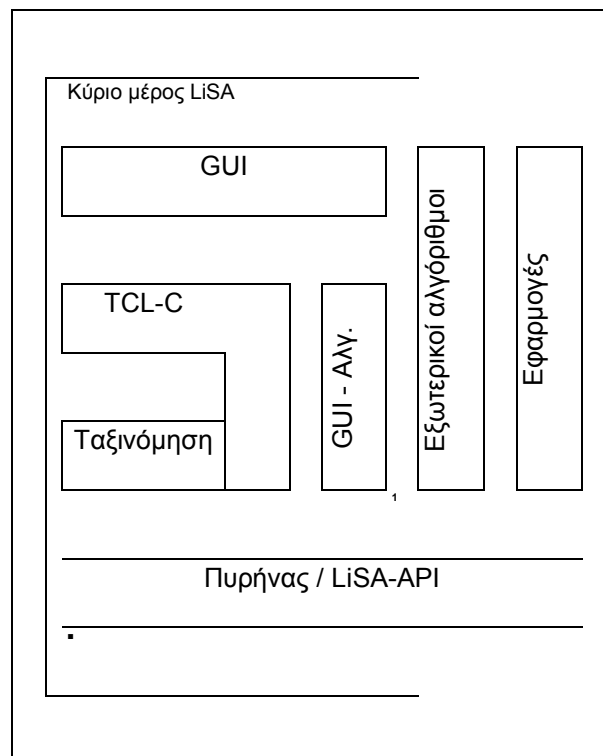 Κύριο μέρος LiSA
GUI
TCL-C
Ταξινόμηση
GUI - Αλγ.
Εξωτερικοί αλγόριθμοι
Εφαρμογές
1
Πυρήνας / LiSA-API